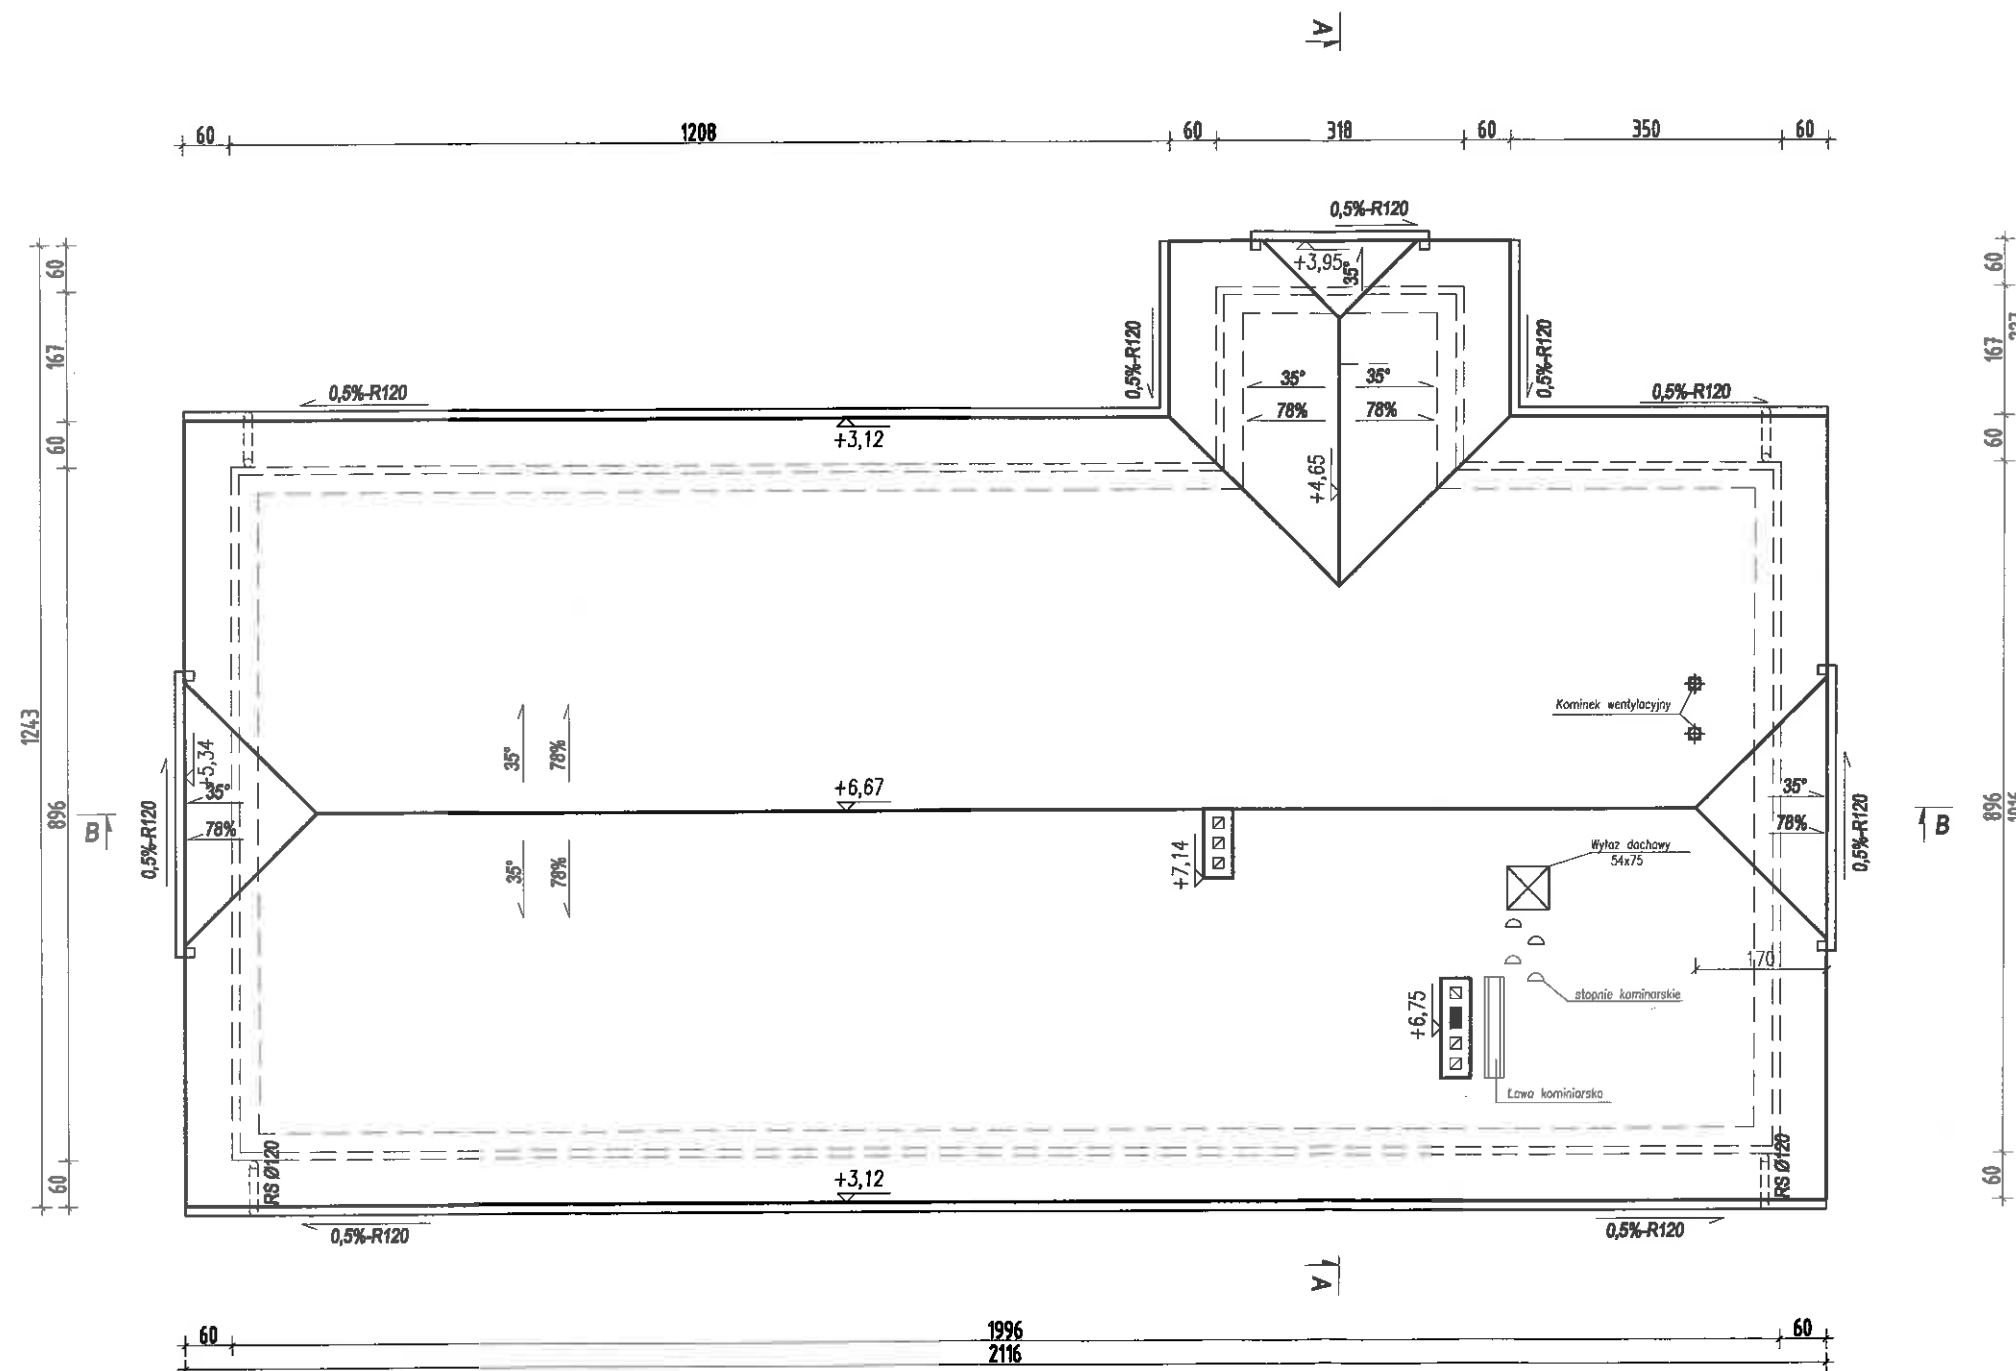 A
60 1208 60 318 60 350 60
0,5%-R120
+3,95
35°
60
167
60
1243
896
60
60
167
60
896
60
0,5%-R120
0,5%-R120
0,5%-R120
0,5%-R120
35° 35°
78% 78%
+3,12
+4,65
Kominek wentylacyjny
+5,34
35°
78%
0,5%-R120
B
35°
78%
35°
78%
+6,67
+7,14
35°
78%
0,5%-R120
B
Wyłaz dachowy
54x75
170
stopnie kominarskie
+6,75
Ława kominiarska
RS Ø120
RS Ø120
+3,12
0,5%-R120
0,5%-R120
A
60 1996 60
2116